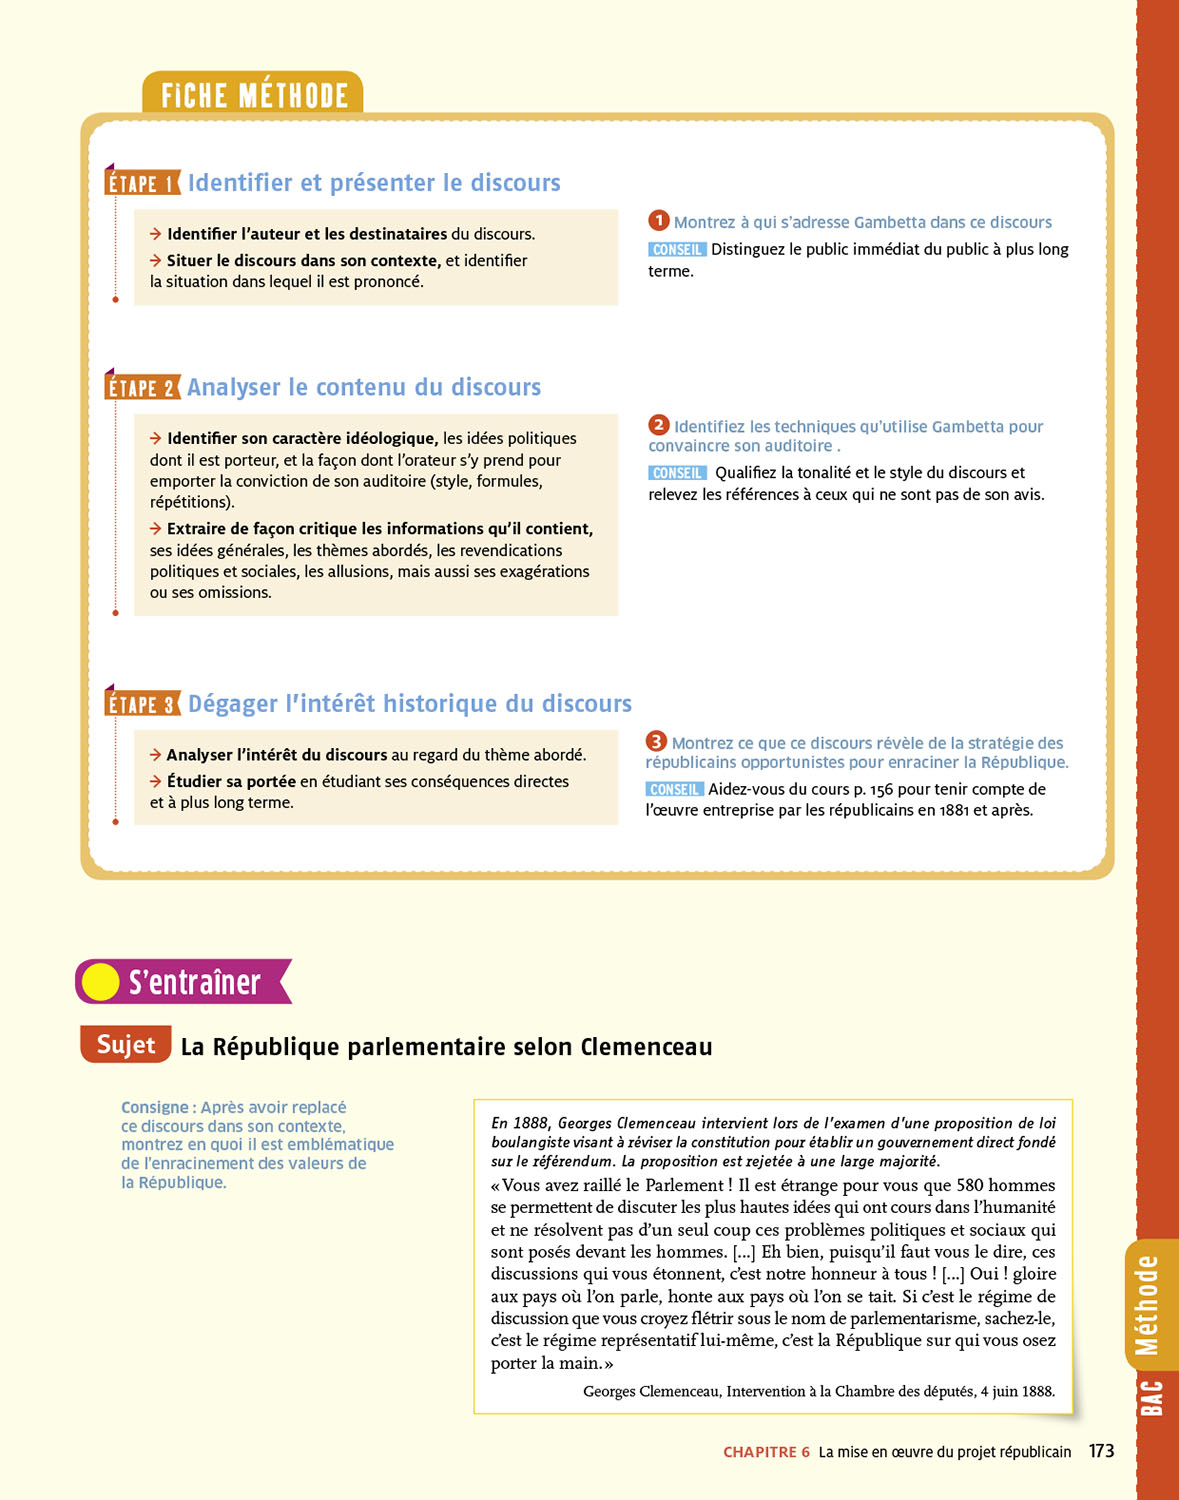 FICHE MÉTHODE
ÉTAPE 1 Identifier et présenter le discours
→ Identifier l'auteur et les destinataires du discours.
→ Situer le discours dans son contexte, et identifier
la situation dans lequel il est prononcé.
1 Montrez à qui s'adresse Gambetta dans ce discours
CONSEIL Distinguez le public immédiat du public à plus long
terme.
ÉTAPE 2 Analyser le contenu du discours
→ Identifier son caractère idéologique, les idées politiques
dont il est porteur, et la façon dont l'orateur s'y prend pour
emporter la conviction de son auditoire (style, formules,
répétitions).
→ Extraire de façon critique les informations qu'il contient,
ses idées générales, les thèmes abordés, les revendications
politiques et sociales, les allusions, mais aussi ses exagérations
ou ses omissions.
2 Identifiez les techniques qu'utilise Gambetta pour
convaincre son auditoire .
CONSEIL Qualifiez la tonalité et le style du discours et
relevez les références à ceux qui ne sont pas de son avis.
ÉTAPE 3 Dégager l'intérêt historique du discours
→ Analyser l'intérêt du discours au regard du thème abordé.
→ Étudier sa portée en étudiant ses conséquences directes
et à plus long terme.
3 Montrez ce que ce discours révèle de la stratégie des
républicains opportunistes pour enraciner la République.
CONSEIL Aidez-vous du cours p. 156 pour tenir compte de
l'œuvre entreprise par les républicains en 1881 et après.
S'entraîner
Sujet La République parlementaire selon Clemenceau
Consigne : Après avoir replacé
ce discours dans son contexte,
montrez en quoi il est emblématique
de l'enracinement des valeurs de
la République.
En 1888, Georges Clemenceau intervient lors de l'examen d'une proposition de loi
boulangiste visant à réviser la constitution pour établir un gouvernement direct fondé
sur le référendum. La proposition est rejetée à une large majorité.
« Vous avez raillé le Parlement ! Il est étrange pour vous que 580 hommes
se permettent de discuter les plus hautes idées qui ont cours dans l'humanité
et ne résolvent pas d'un seul coup ces problèmes politiques et sociaux qui
sont posés devant les hommes. [...] Eh bien, puisqu'il faut vous le dire, ces
discussions qui vous étonnent, c'est notre honneur à tous ! [...] Oui ! gloire
aux pays où l'on parle, honte aux pays où l'on se tait. Si c'est le régime de
discussion que vous croyez flétrir sous le nom de parlementarisme, sachez-le,
c'est le régime représentatif lui-même, c'est la République sur qui vous osez
porter la main. »
Georges Clemenceau, Intervention à la Chambre des députés, 4 juin 1888.
BAC Méthode
CHAPITRE 6 La mise en œuvre du projet républicain 173